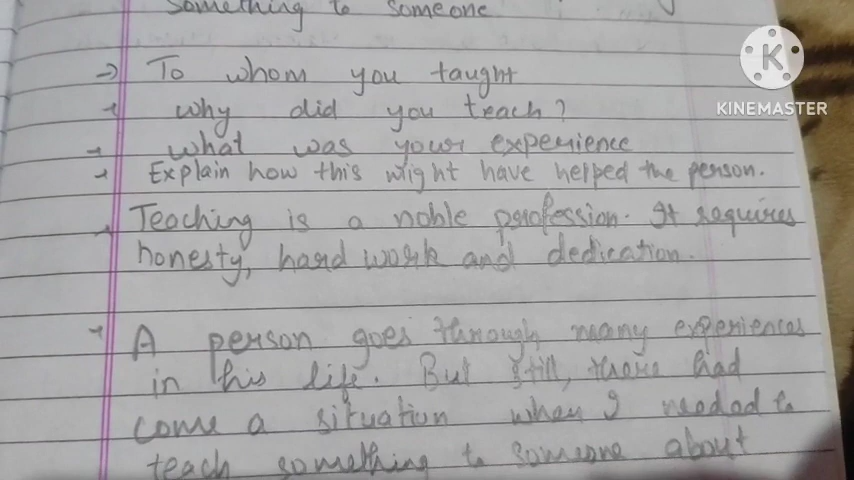 something to someone
→ To whom you taught
→ why did you teach?
→ what was your experience
→ Explain how this might have helped the person.
→ Teaching is a noble profession. It requires
honesty, hard work and dedication.
→ A person goes through many experiences
in his life. But still, there had
come a situation when I needed to
teach something to someone about
K
KINEMASTER